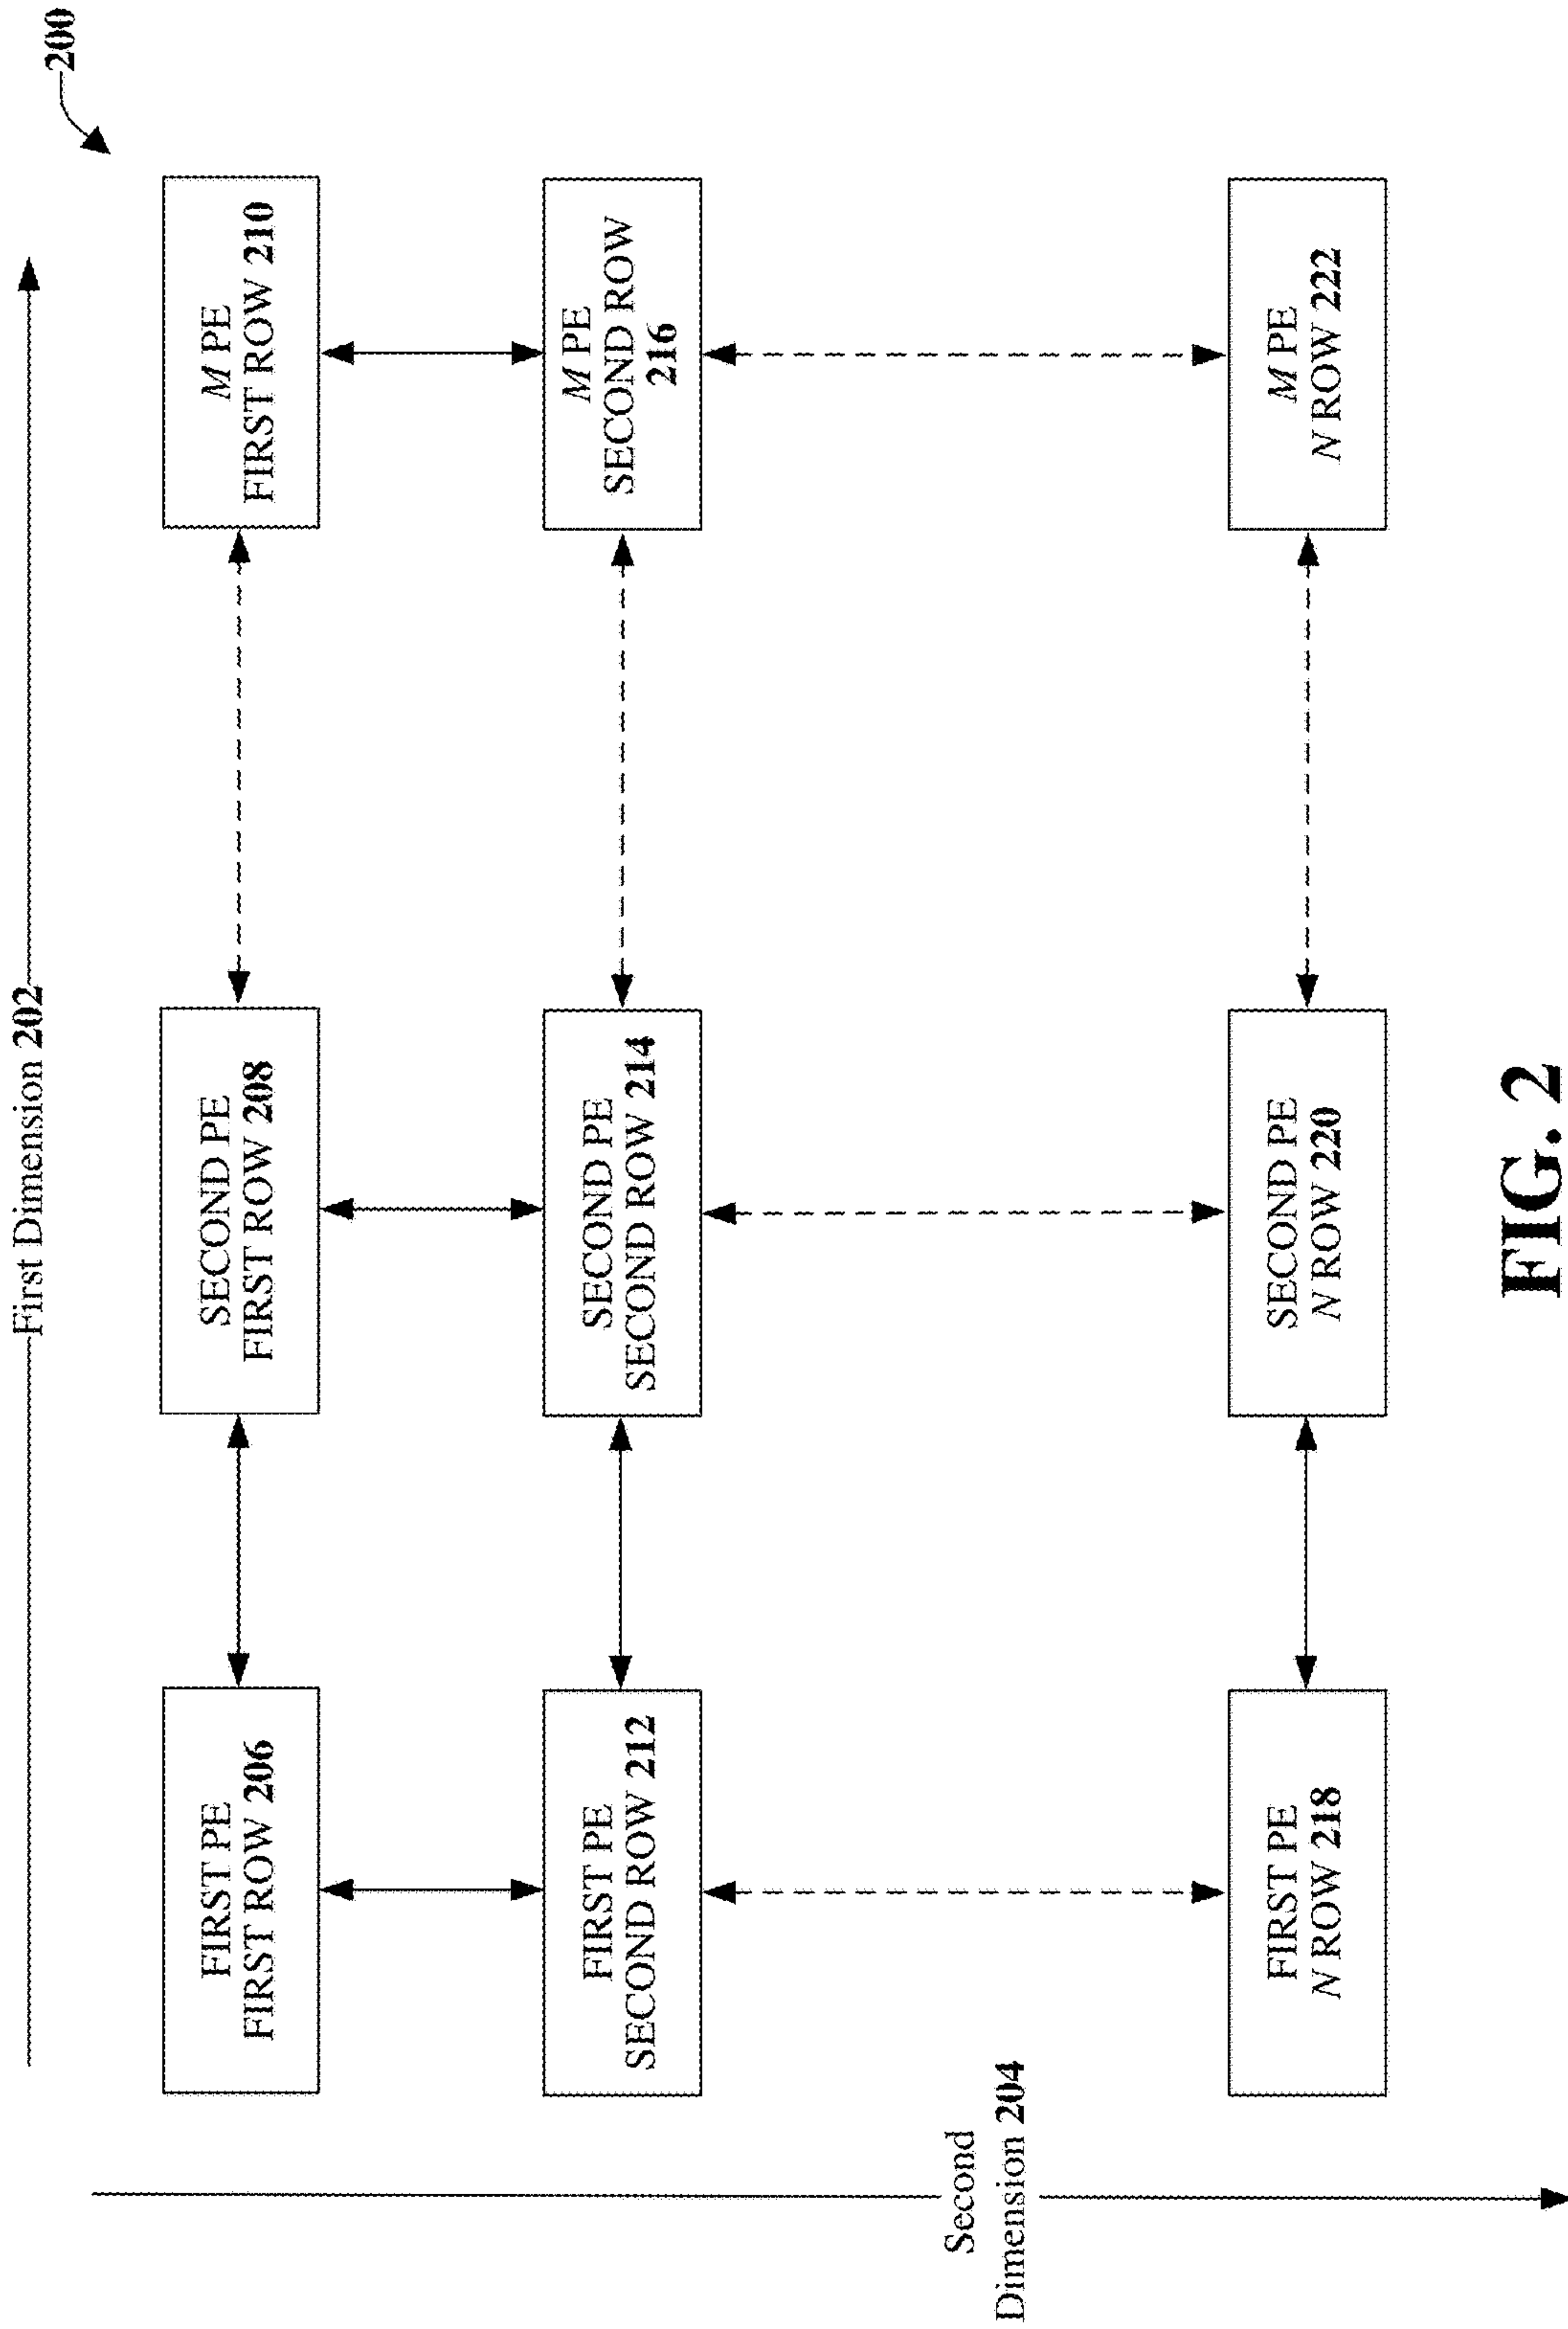 200
First Dimension 202
FIRST PE
FIRST ROW 206
SECOND PE
FIRST ROW 208
M PE
FIRST ROW 210
FIRST PE
SECOND ROW 212
SECOND PE
SECOND ROW 214
M PE
SECOND ROW
216
Second
Dimension 204
FIRST PE
N ROW 218
SECOND PE
N ROW 220
M PE
N ROW 222
FIG. 2